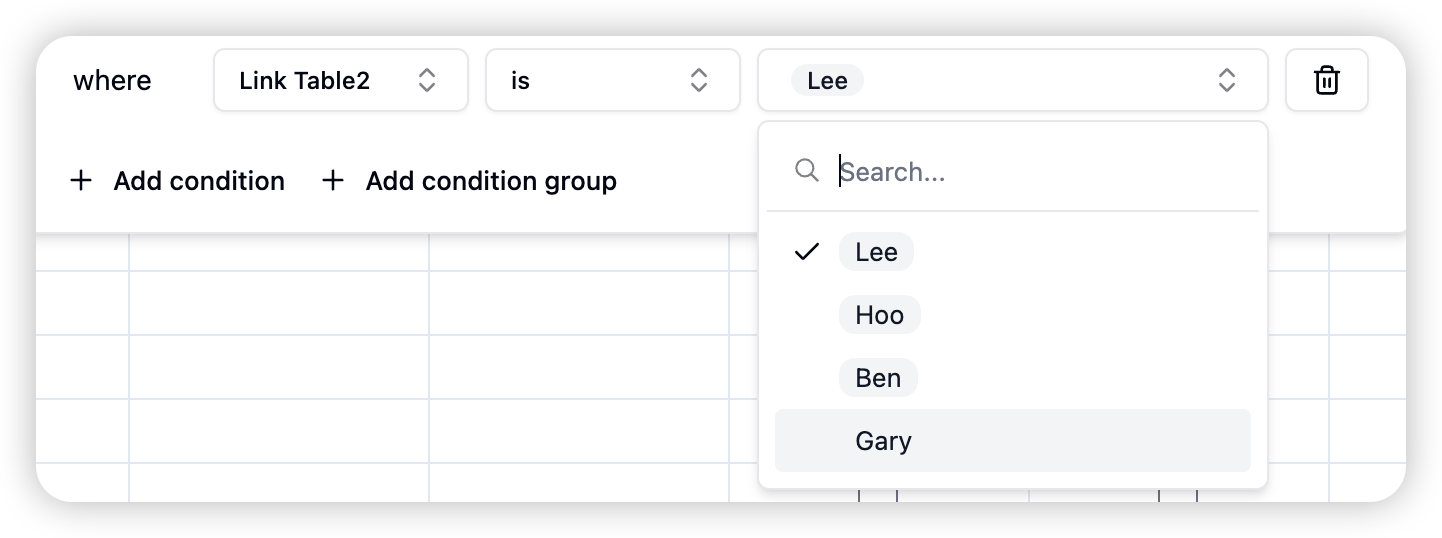 where Link Table2 is Lee
Add condition Add condition group
Search...
Lee
Hoo
Ben
Gary